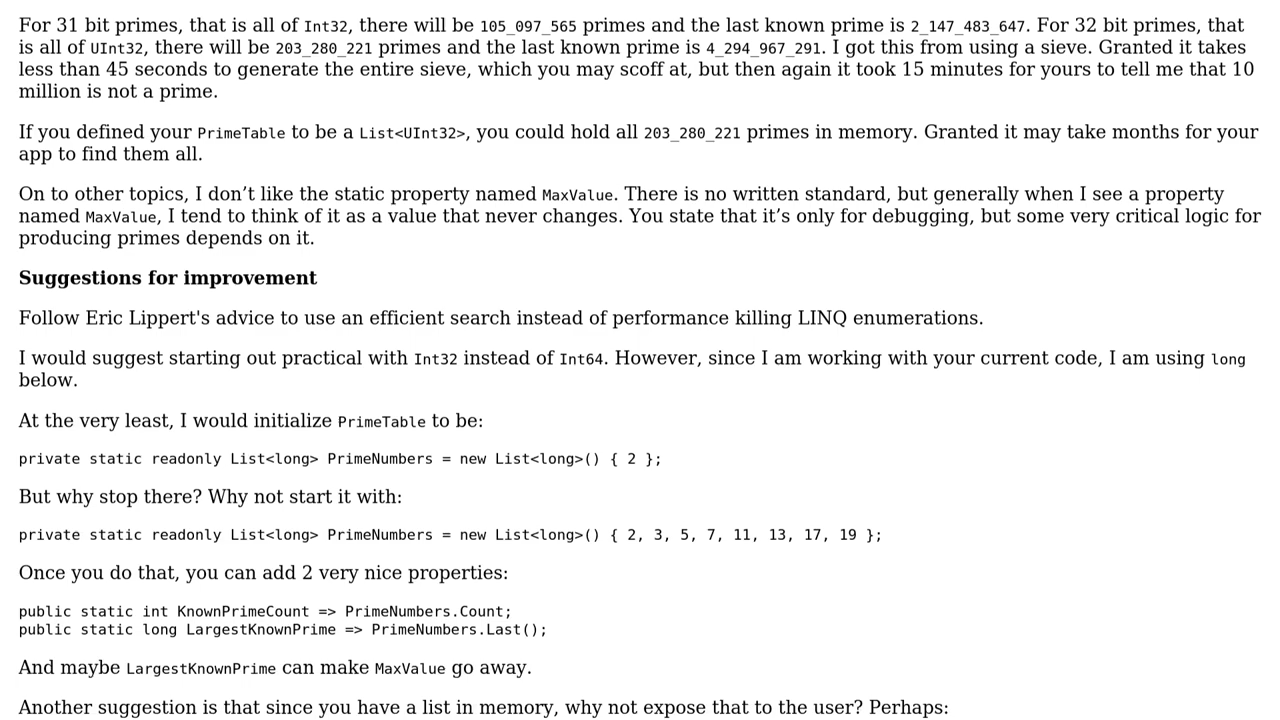 For 31 bit primes, that is all of Int32, there will be 105_097_565 primes and the last known prime is 2_147_483_647. For 32 bit primes, that
is all of UInt32, there will be 203_280_221 primes and the last known prime is 4_294_967_291. I got this from using a sieve. Granted it takes
less than 45 seconds to generate the entire sieve, which you may scoff at, but then again it took 15 minutes for yours to tell me that 10
million is not a prime.
If you defined your PrimeTable to be a List<UInt32>, you could hold all 203_280_221 primes in memory. Granted it may take months for your
app to find them all.
On to other topics, I don’t like the static property named MaxValue. There is no written standard, but generally when I see a property
named MaxValue, I tend to think of it as a value that never changes. You state that it’s only for debugging, but some very critical logic for
producing primes depends on it.
Suggestions for improvement
Follow Eric Lippert's advice to use an efficient search instead of performance killing LINQ enumerations.
I would suggest starting out practical with Int32 instead of Int64. However, since I am working with your current code, I am using long
below.
At the very least, I would initialize PrimeTable to be:
private static readonly List<long> PrimeNumbers = new List<long>() { 2 };
But why stop there? Why not start it with:
private static readonly List<long> PrimeNumbers = new List<long>() { 2, 3, 5, 7, 11, 13, 17, 19 };
Once you do that, you can add 2 very nice properties:
public static int KnownPrimeCount => PrimeNumbers.Count;
public static long LargestKnownPrime => PrimeNumbers.Last();
And maybe LargestKnownPrime can make MaxValue go away.
Another suggestion is that since you have a list in memory, why not expose that to the user? Perhaps: